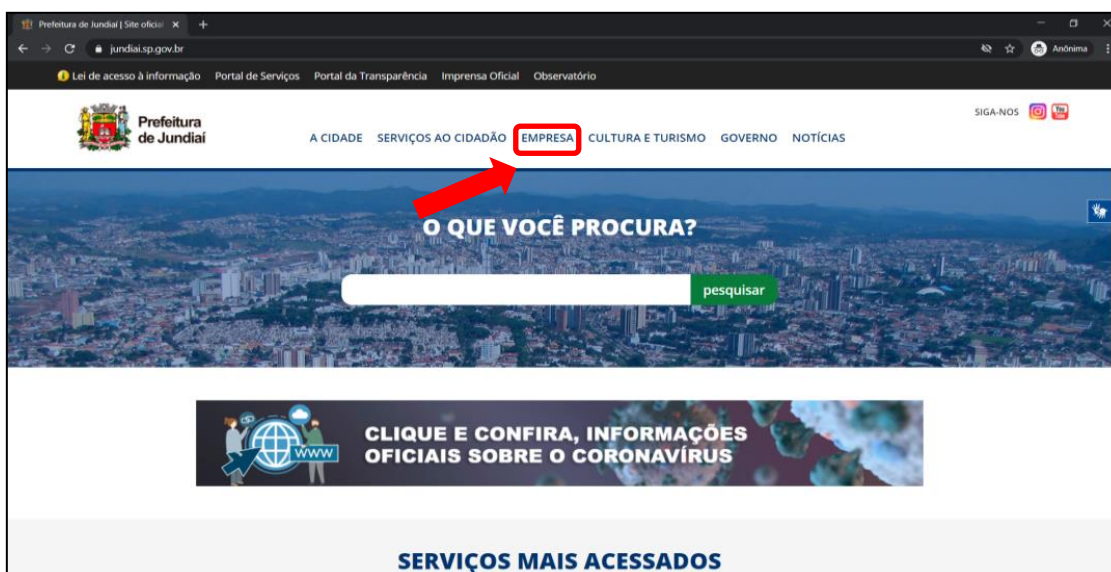 Prefeitura de Jundiaí | Site oficial
jundiai.sp.gov.br
Anônima
Lei de acesso à informação Portal de Serviços Portal da Transparência Imprensa Oficial Observatório
SIGA-NOS
You Tube
Prefeitura
de Jundiaí
A CIDADE SERVIÇOS AO CIDADÃO EMPRESA CULTURA E TURISMO GOVERNO NOTÍCIAS
O QUE VOCÊ PROCURA?
pesquisar
WWW
CLIQUE E CONFIRA, INFORMAÇÕES
OFICIAIS SOBRE O CORONAVÍRUS
SERVIÇOS MAIS ACESSADOS